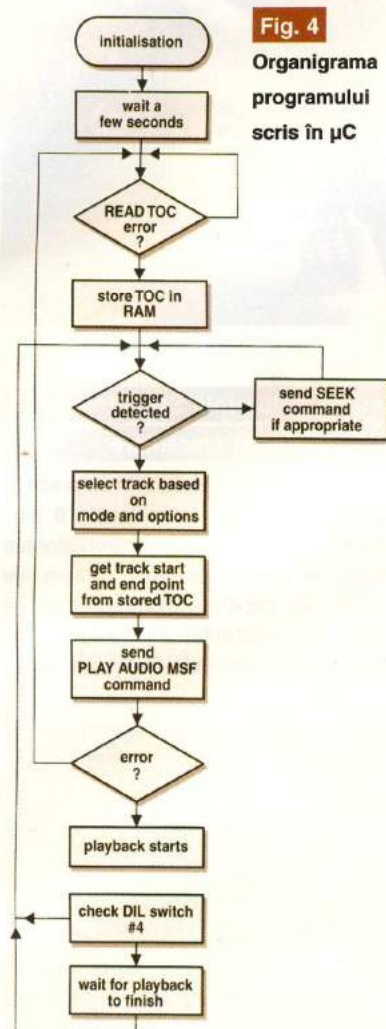 Fig. 4
Organigrama
programului
scris în µC
initialisation
wait a
few seconds
READ TOC
error
?
store TOC in
RAM
trigger
detected
?
send SEEK
command
if appropriate
select track based
on
mode and options
get track start
and end point
from stored TOC
send
PLAY AUDIO MSF
command
error
?
playback starts
check DIL switch
#4
wait for playback
to finish